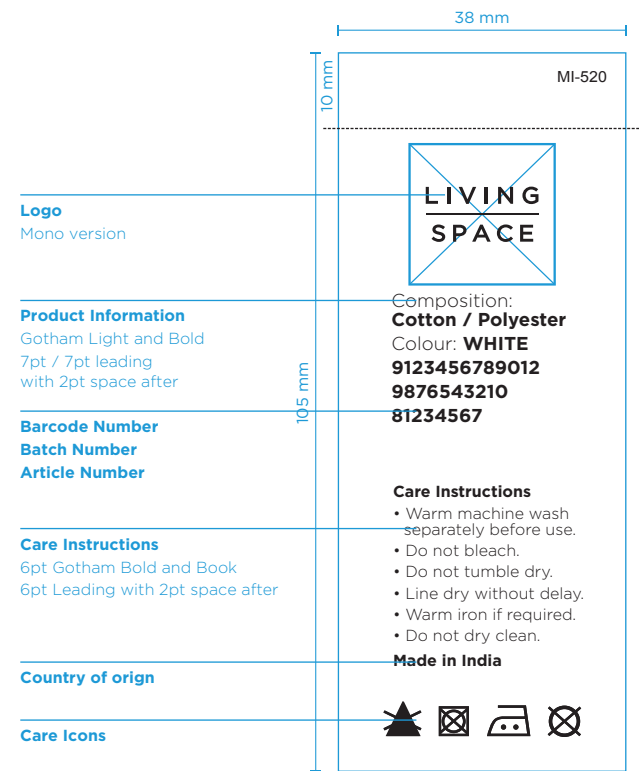 38 mm
10 mm
MI-520
LIVING
SPACE
Logo
Mono version
Product Information
Gotham Light and Bold
7pt / 7pt leading
with 2pt space after
Composition:
Cotton / Polyester
Colour: WHITE
9123456789012
9876543210
81234567
105 mm
Barcode Number
Batch Number
Article Number
Care Instructions
• Warm machine wash
separately before use.
• Do not bleach.
• Do not tumble dry.
• Line dry without delay.
• Warm iron if required.
• Do not dry clean.
Care Instructions
6pt Gotham Bold and Book
6pt Leading with 2pt space after
Made in India
Country of orign
Care Icons